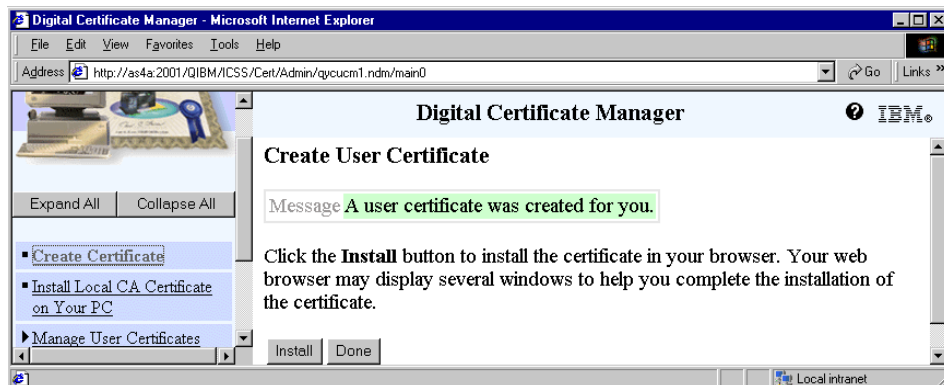 Digital Certificate Manager - Microsoft Internet Explorer
File Edit View Favorites Tools Help
Address http://as4a:2001/QIBM/ICSS/Cert/Admin/qycucm1.ndm/main0 Go Links »
Digital Certificate Manager ? IBM®
Create User Certificate
Expand All Collapse All
Message A user certificate was created for you.
Create Certificate
Install Local CA Certificate
on Your PC
Manage User Certificates
Click the Install button to install the certificate in your browser. Your web
browser may display several windows to help you complete the installation of
the certificate.
Install Done
Local intranet